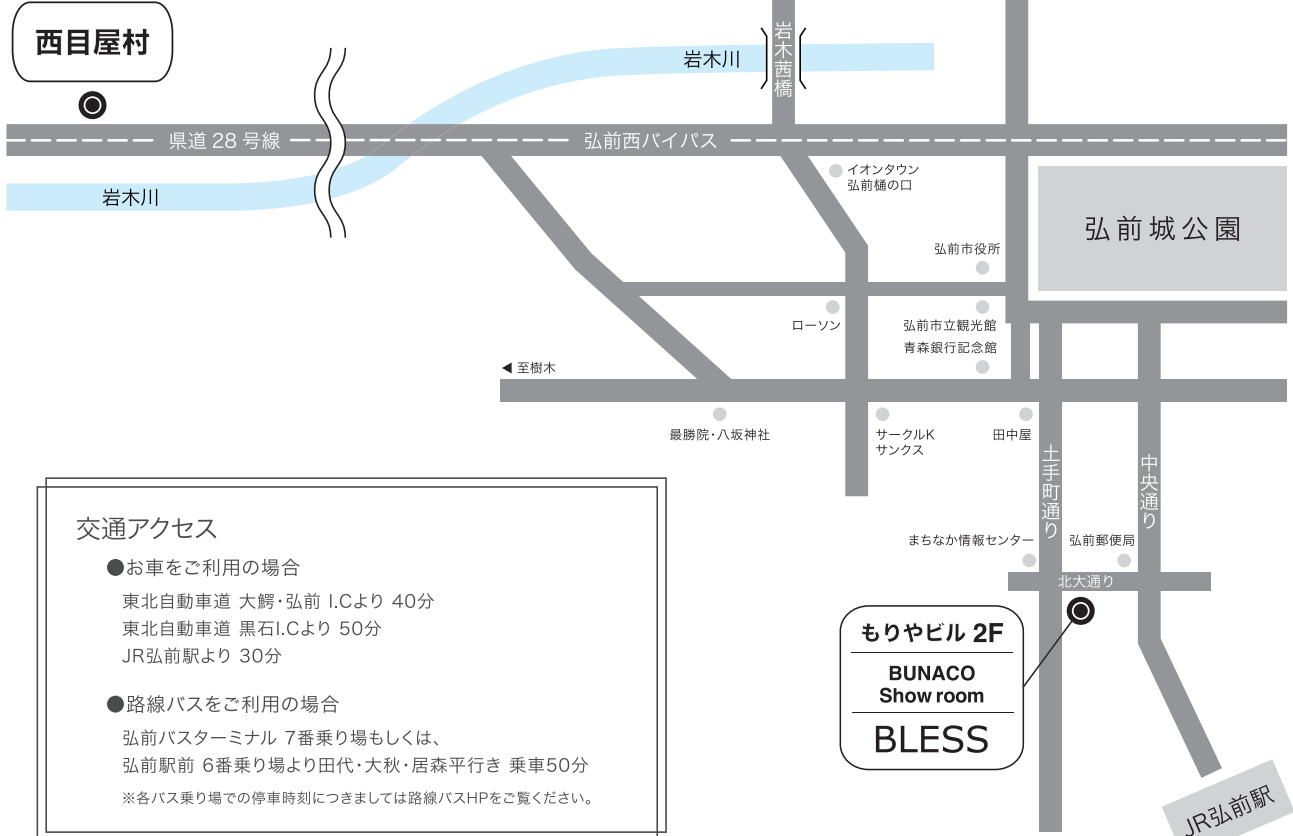 西目屋村
岩木川
岩木茜橋
県道 28 号線
弘前西バイパス
岩木川
イオンタウン
弘前樋の口
弘前城公園
弘前市役所
ローソン
弘前市立観光館
青森銀行記念館
◀ 至樹木
最勝院・八坂神社
サークルK
サンクス
田中屋
土手町通り
中央通り
まちなか情報センター
弘前郵便局
北大通り
もりやビル 2F
BUNACO
Show room
BLESS
JR弘前駅
交通アクセス
●お車をご利用の場合
東北自動車道 大鰐・弘前 I.Cより 40分
東北自動車道 黒石I.Cより 50分
JR弘前駅より 30分
●路線バスをご利用の場合
弘前バスターミナル 7番乗り場もしくは、
弘前駅前 6番乗り場より田代・大秋・居森平行き 乗車50分
※各バス乗り場での停車時刻につきましては路線バスHPをご覧ください。